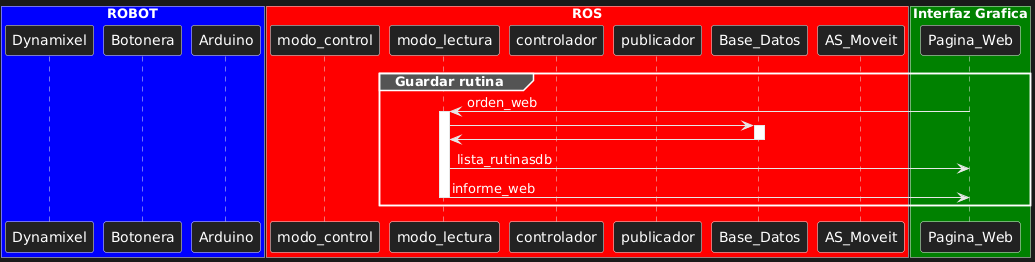 ROBOT ROS Interfaz Grafica
Dynamixel Botonera Arduino modo_control modo_lectura controlador publicador Base_Datos AS_Moveit Pagina_Web
Guardar rutina
orden_web
lista_rutinasdb
informe_web
Dynamixel Botonera Arduino modo_control modo_lectura controlador publicador Base_Datos AS_Moveit Pagina_Web